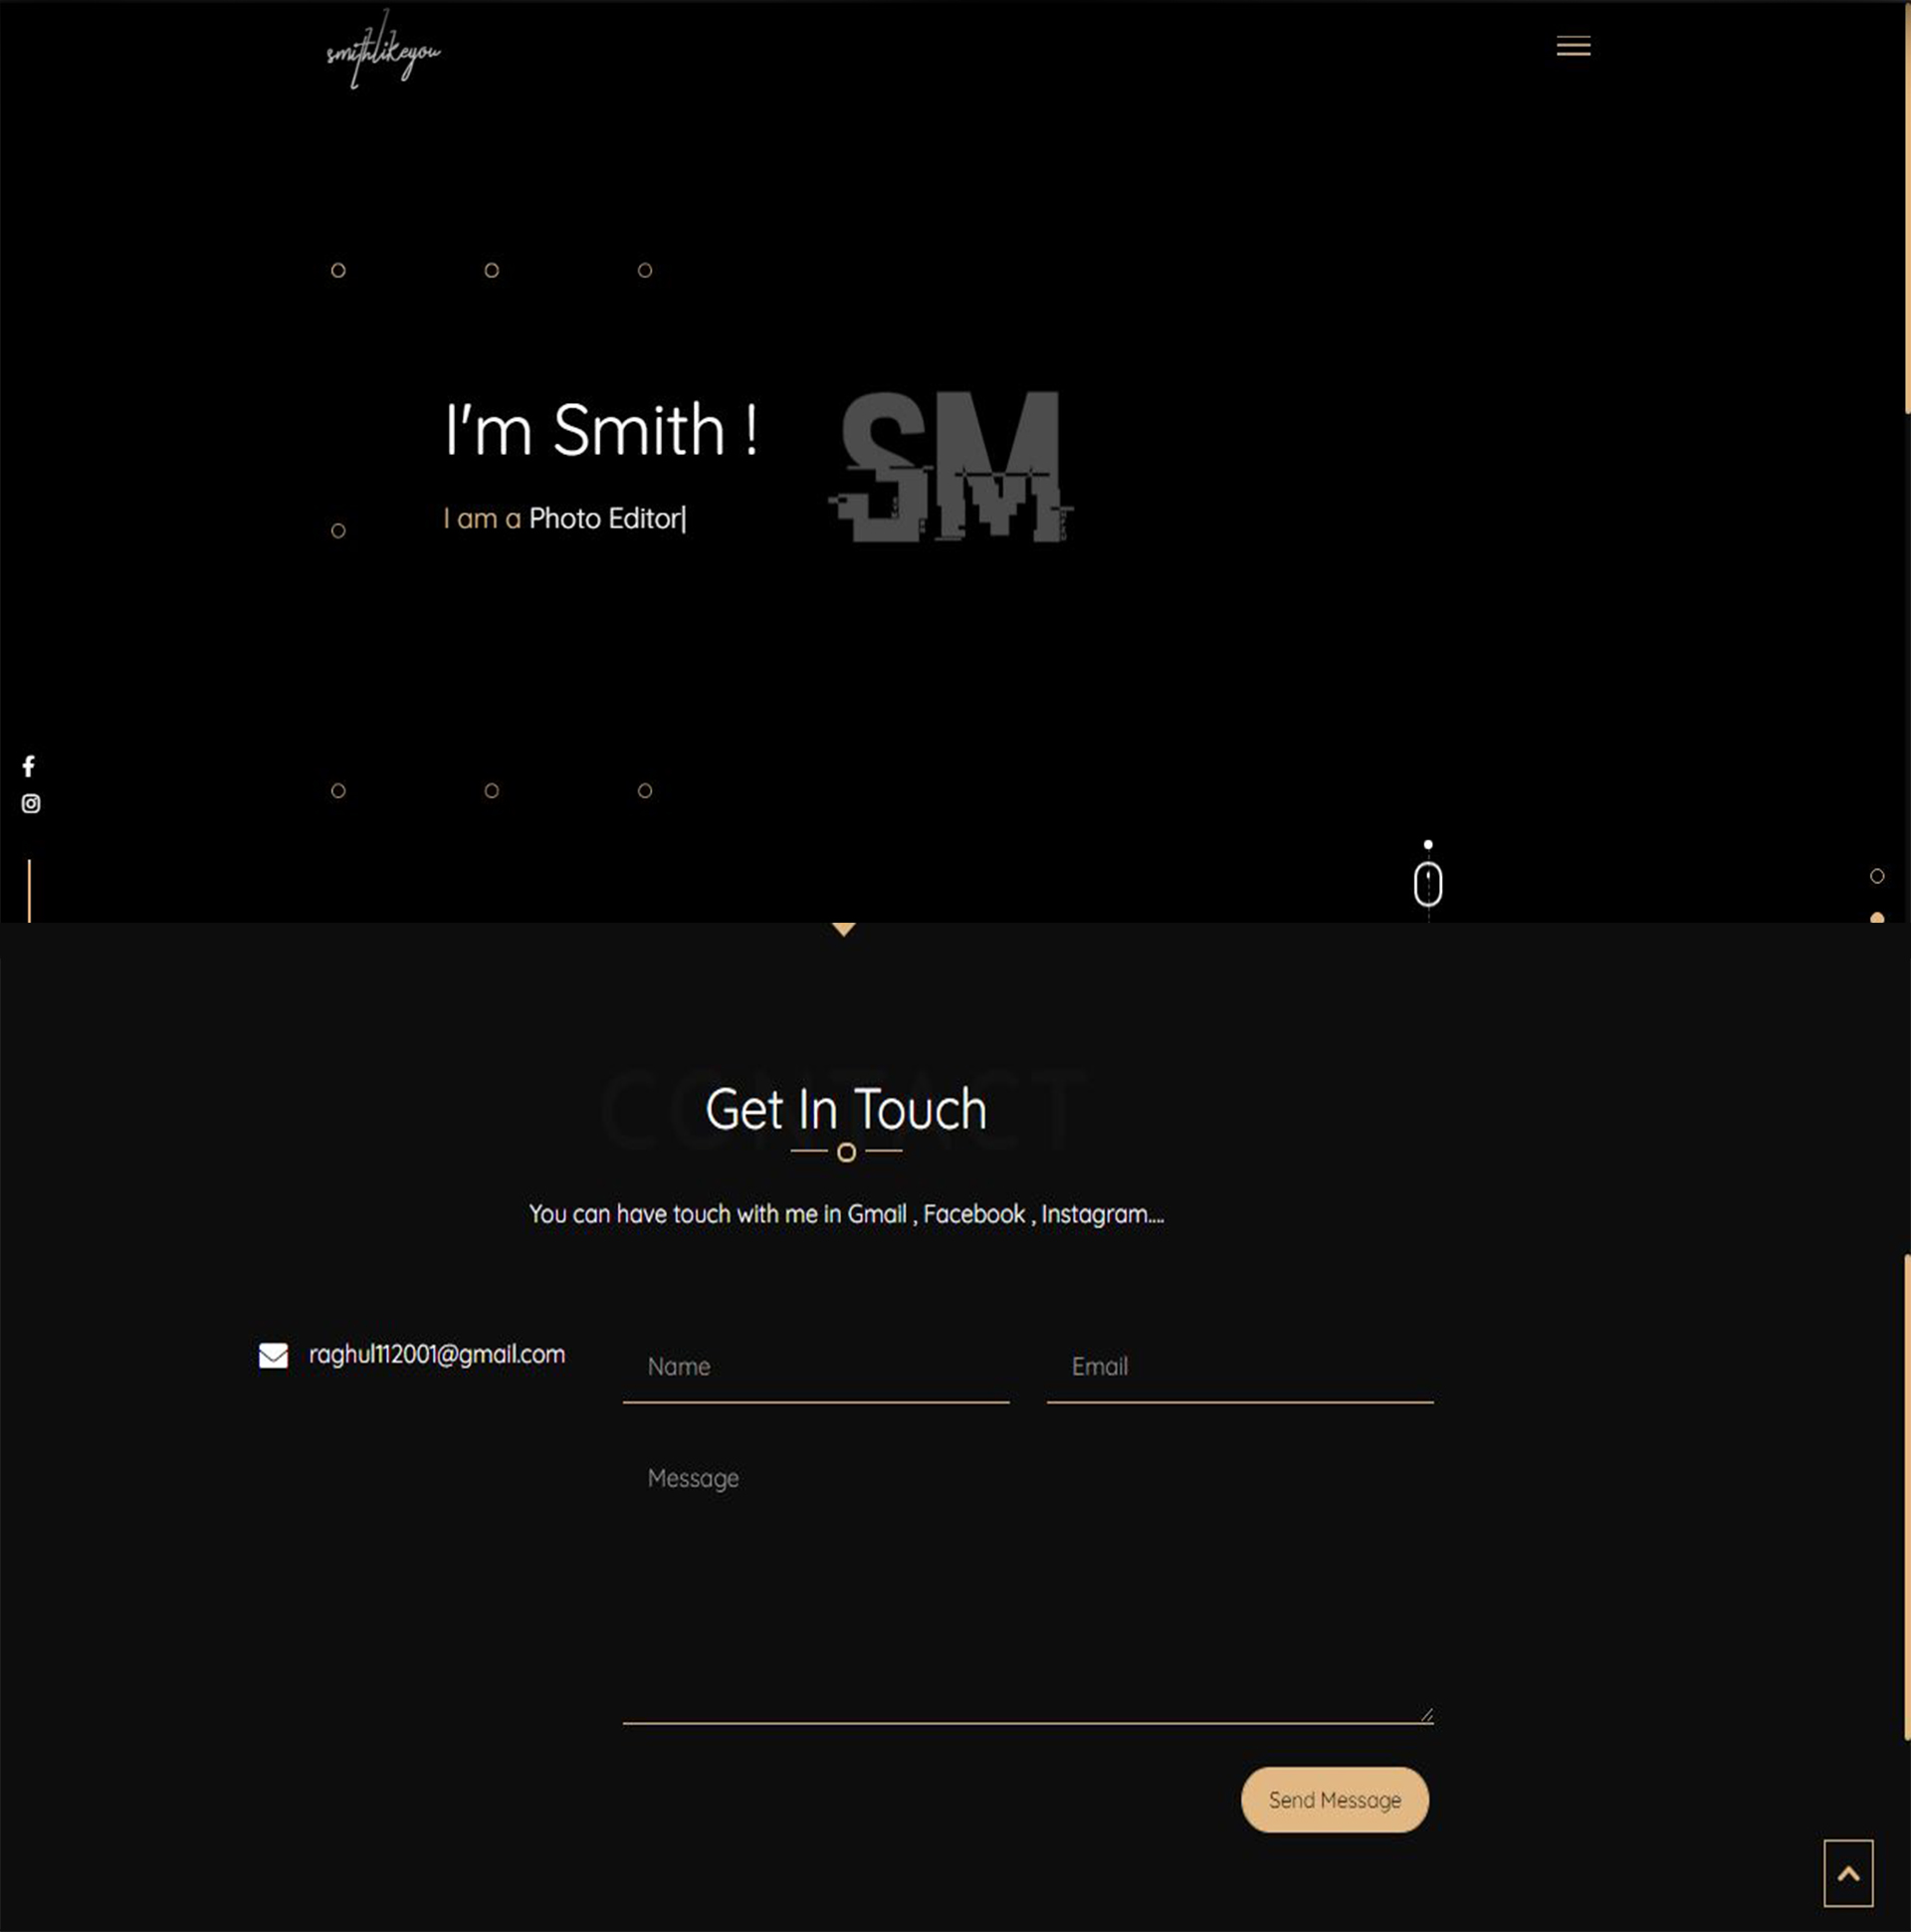 smithlikeyou
I'm Smith !
SM
I am a Photo Editor|
CONTACT
Get In Touch
You can have touch with me in Gmail , Facebook , Instagram....
raghul112001@gmail.com
Name
Email
Message
Send Message